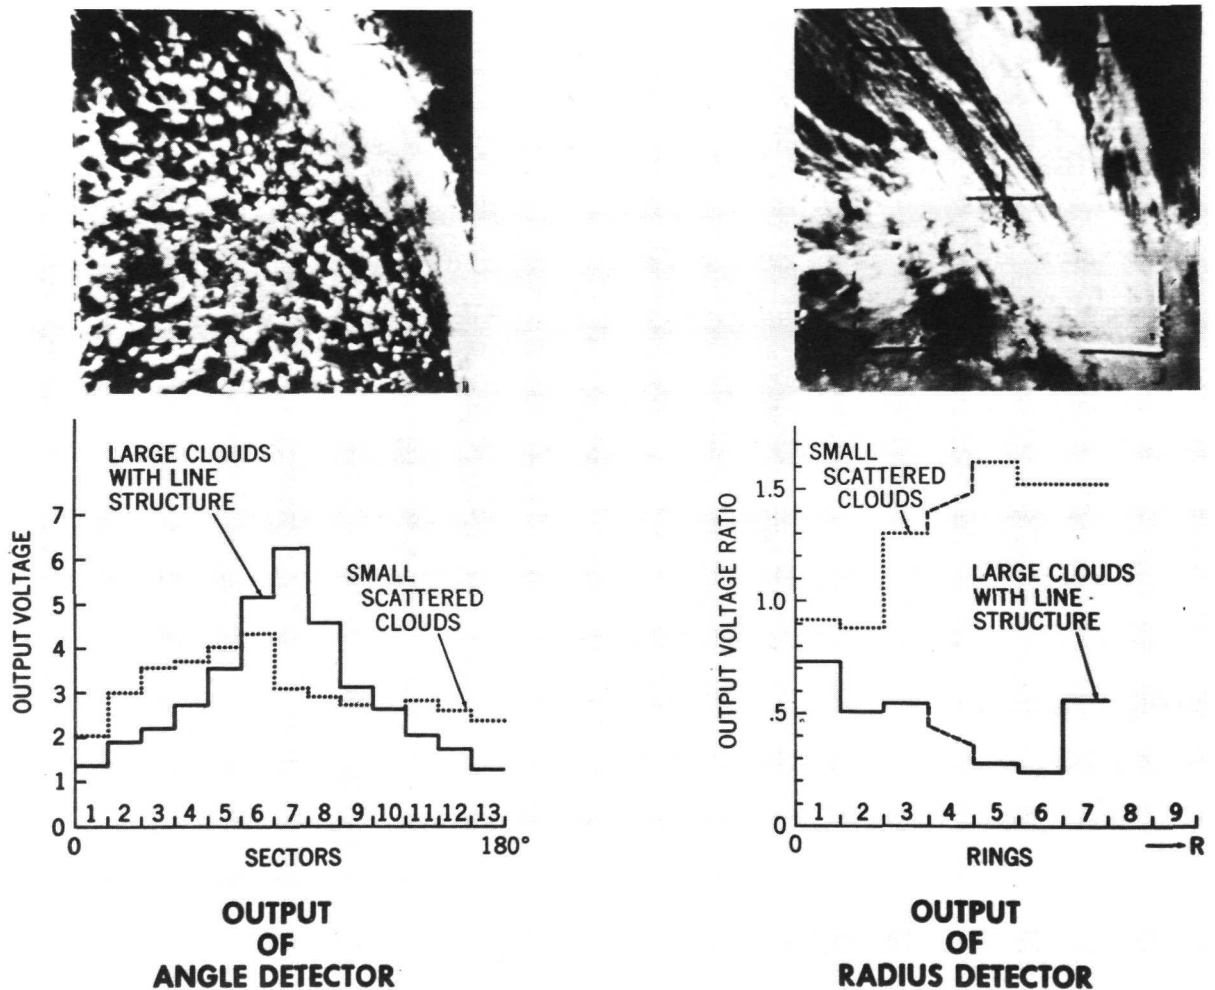 LARGE CLOUDS
WITH LINE
STRUCTURE
SMALL
SCATTERED
CLOUDS
OUTPUT VOLTAGE
7
6
5
4
3
2
1
0
1 2 3 4 5 6 7 8 9 10 11 12 13
0 SECTORS 180°
OUTPUT
OF
ANGLE DETECTOR
SMALL
SCATTERED
CLOUDS
LARGE CLOUDS
WITH LINE
STRUCTURE
OUTPUT VOLTAGE RATIO
1.5
1.0
.5
0
1 2 3 4 5 6 7 8 9
0 RINGS R
OUTPUT
OF
RADIUS DETECTOR